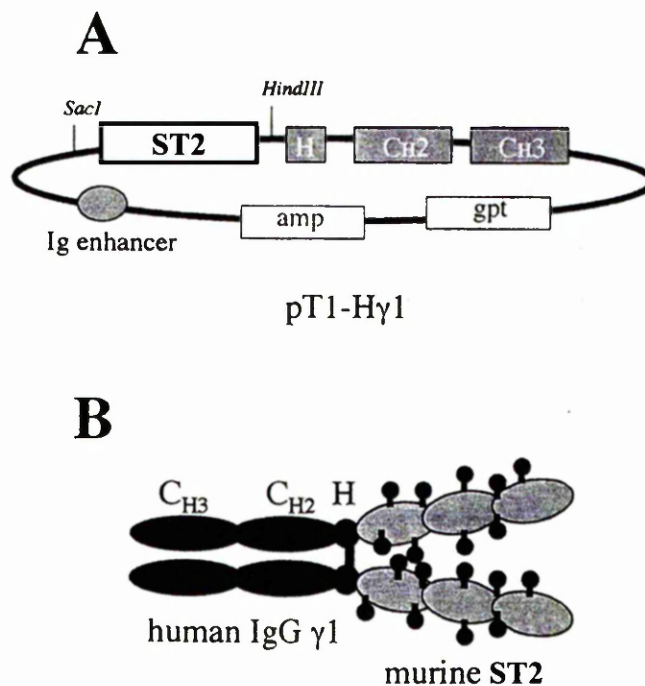 A
SacI
HindIII
ST2
H
CH2
CH3
Ig enhancer
amp
gpt
pT1-Hγ1
B
CH3
CH2
H
human IgG γ1
murine ST2